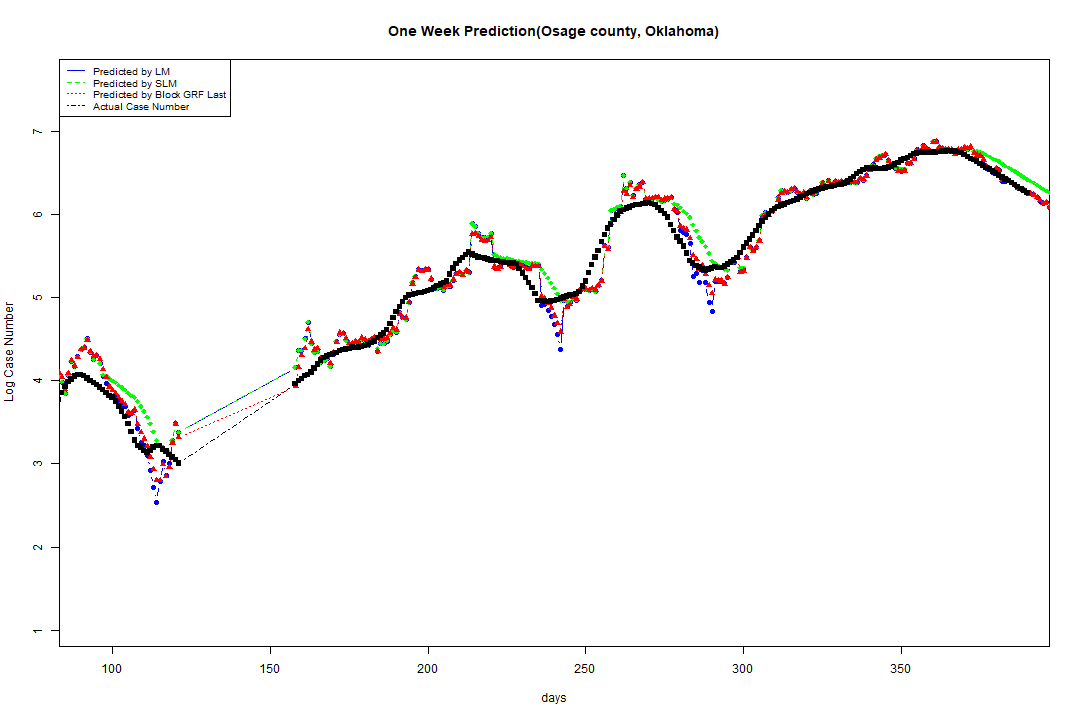 One Week Prediction(Osage county, Oklahoma)
Predicted by LM
Predicted by SLM
Predicted by Block GRF Last
Actual Case Number
7
6
5
4
3
2
1
Log Case Number
100 150 200 250 300 350
days